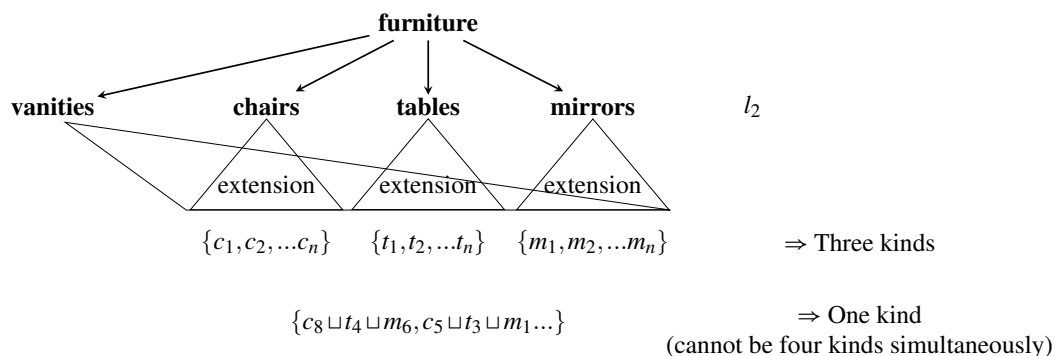 furniture
vanities chairs tables mirrors l₂
extension extension extension
{c₁,c₂,...cₙ} {t₁,t₂,...tₙ} {m₁,m₂,...mₙ} ⇒ Three kinds
{c₈⊔t₄⊔m₆,c₅⊔t₃⊔m₁...} ⇒ One kind
(cannot be four kinds simultaneously)